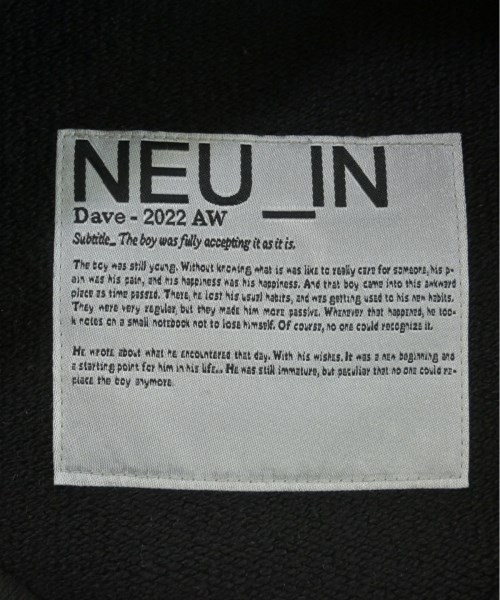 NEU_IN
Dave - 2022 AW
Subtitle_ The boy was fully accepting it as it is.
The boy was still young. Without knowing what is was like to really care for someone, his p-
ain was his pain, and his happiness was his happiness. And that boy came into this awkward
place as time passed. There, he lost his usual habits, and was getting used to his new habits.
They were very regular, but they made him more passive. Whenever that happened, he too-
k notes on a small notebook not to lose himself. Of course, no one could recognize it.
He wrote about what he encountered that day. With his wishes. It was a new beginning and
a starting point for him in his life... He was still immature, but peculiar that no one could re-
place the boy anymore.